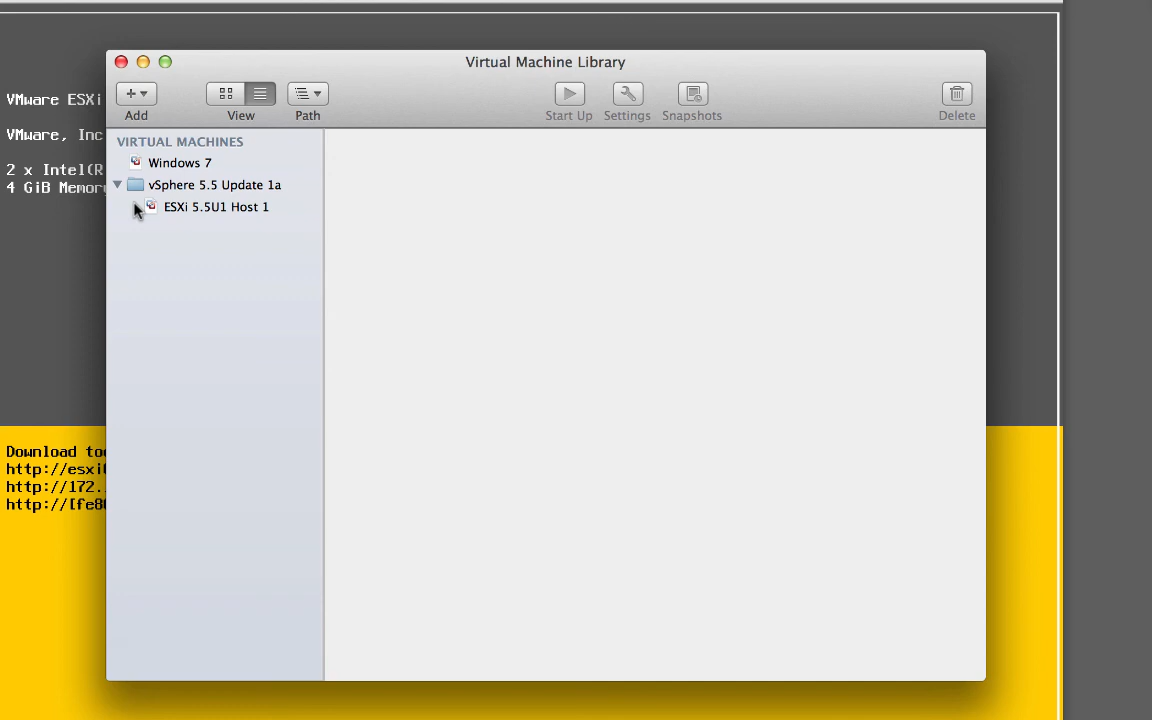 Virtual Machine Library
Add
View
Path
Start Up
Settings
Snapshots
Delete
VIRTUAL MACHINES
Windows 7
vSphere 5.5 Update 1a
ESXi 5.5U1 Host 1
VMware ESXi
VMware, Inc
2 x Intel(R
4 GiB Memory
Download
http://esxi
http://172.
http://[fe80